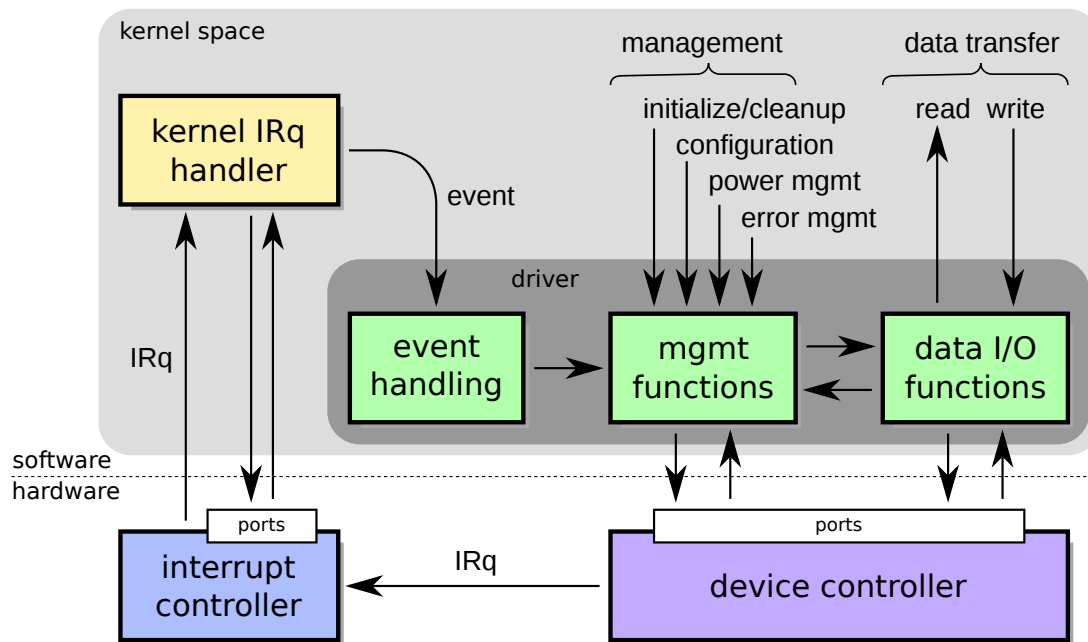 kernel space
management
data transfer
kernel IRq
handler
initialize/cleanup
read write
configuration
power mgmt
event
error mgmt
driver
IRq
event
handling
mgmt
functions
data I/O
functions
software
hardware
ports
ports
interrupt
controller
IRq
device controller